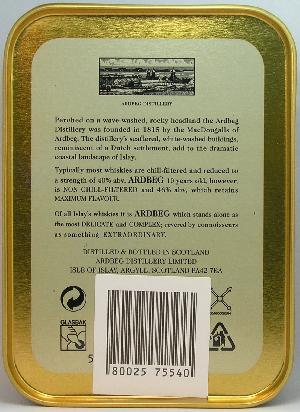 ARDBEG DISTILLERY
Perched on a wave-washed, rocky headland the Ardbeg
Distillery was founded in 1815 by the MacDougalls of
Ardbeg. The distillery's scattered, white-washed buildings,
reminiscent of a Dutch settlement, add to the dramatic
coastal landscape of Islay.
Typically most whiskies are chill-filtered and reduced to
a strength of 40% abv. ARDBEG 10 years old, however,
is NON CHILL-FILTERED and 46% abv, which retains
MAXIMUM FLAVOUR.
Of all Islay's whiskies it is ARDBEG which stands alone as
the most DELICATE and COMPLEX; revered by connoisseurs
as something EXTRAORDINARY.
DISTILLED & BOTTLED IN SCOTLAND
ARDBEG DISTILLERY LIMITED
ISLE OF ISLAY, ARGYLL, SCOTLAND PA42 7EA
GLASBAK
5
80025 75540